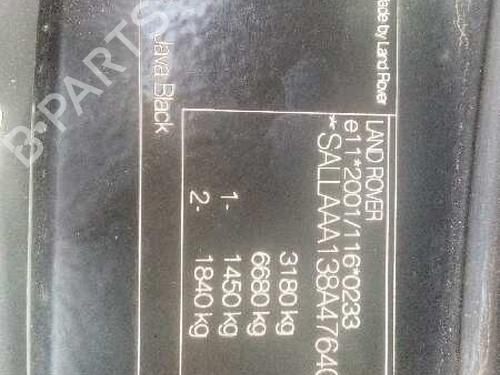 Made by Land Rover
LAND ROVER
e11*2001/116*0233
*SALLAAA138A4764
3180 kg
6680 kg
1- 1450 kg
2- 1840 kg
Java Black
B-PARTS